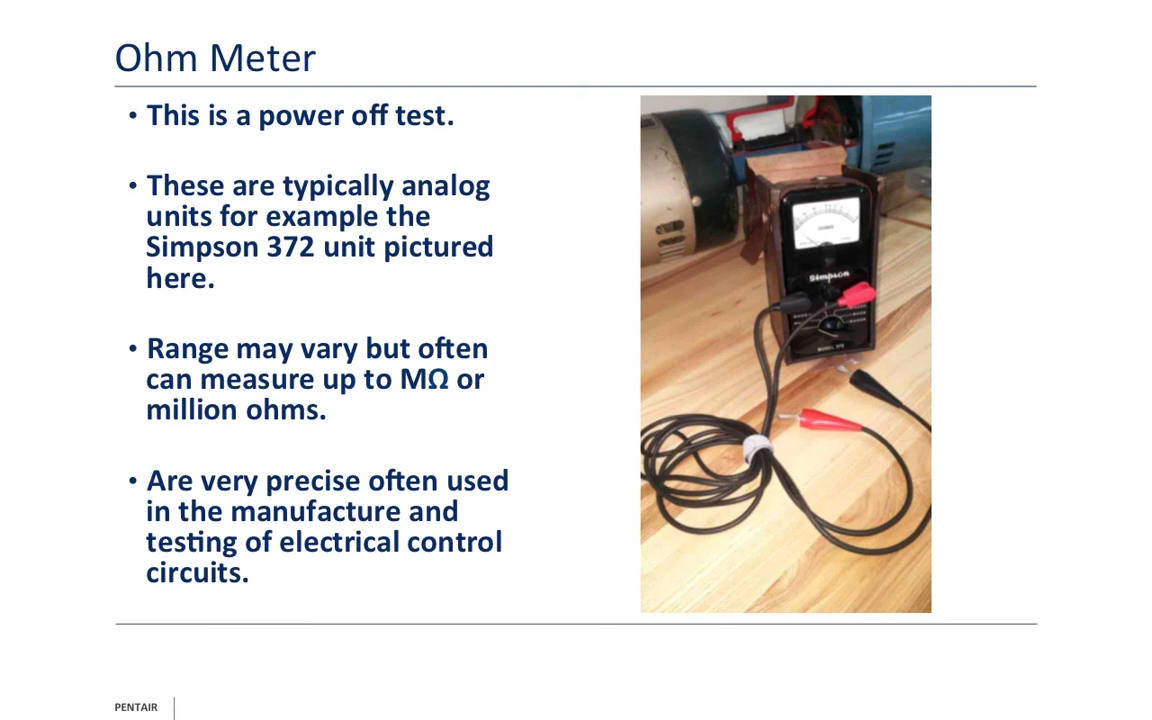 Ohm Meter
• This is a power off test.
• These are typically analog
units for example the
Simpson 372 unit pictured
here.
• Range may vary but often
can measure up to MΩ or
million ohms.
• Are very precise often used
in the manufacture and
testing of electrical control
circuits.
Simpson
PENTAIR